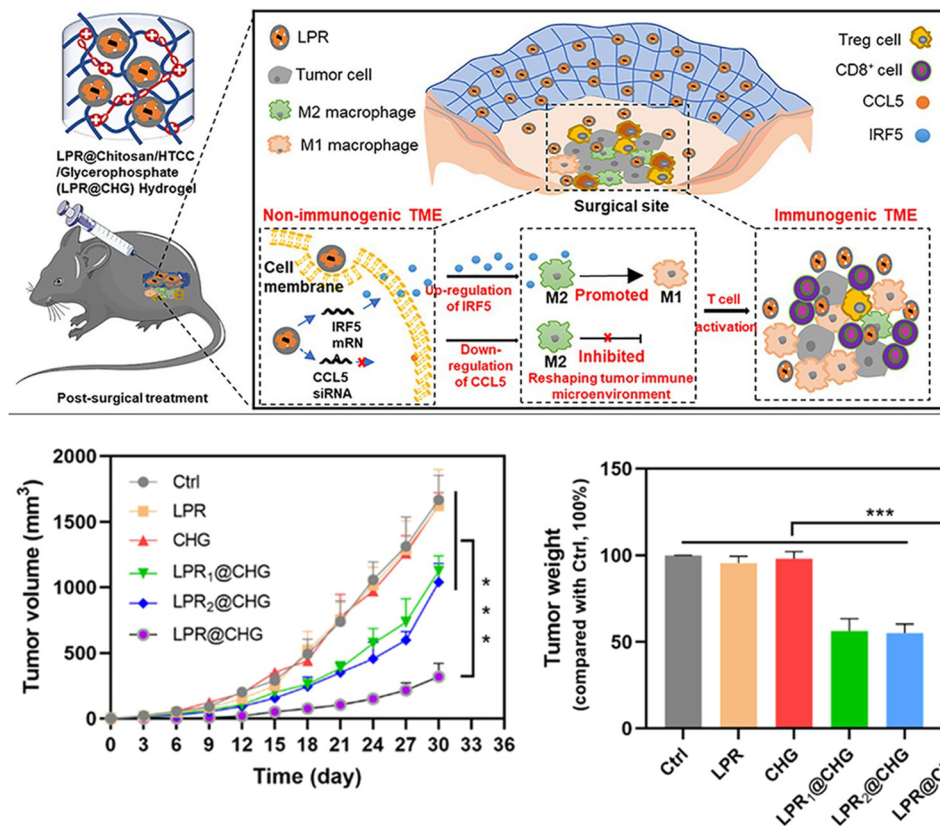 LPR@Chitosan/HTCC
/Glycerophosphate
(LPR@CHG) Hydrogel
Post-surgical treatment
LPR
Tumor cell
M2 macrophage
M1 macrophage
Treg cell
CD8⁺ cell
CCL5
IRF5
Surgical site
Non-immunogenic TME
Cell
membrane
IRF5
mRN
CCL5
siRNA
Up-regulation
of IRF5
Down-
regulation
of CCL5
M2
Promoted
M1
M2
Inhibited
Reshaping tumor immune
microenvironment
T cell
activation
Immunogenic TME
Tumor volume (mm³)
2000
1500
1000
500
0
Ctrl
LPR
CHG
LPR₁@CHG
LPR₂@CHG
LPR@CHG
***
0 3 6 9 12 15 18 21 24 27 30 33 36
Time (day)
Tumor weight
(compared with Ctrl, 100%)
150
100
50
0
***
Ctrl
LPR
CHG
LPR₁@CHG
LPR₂@CHG
LPR@C